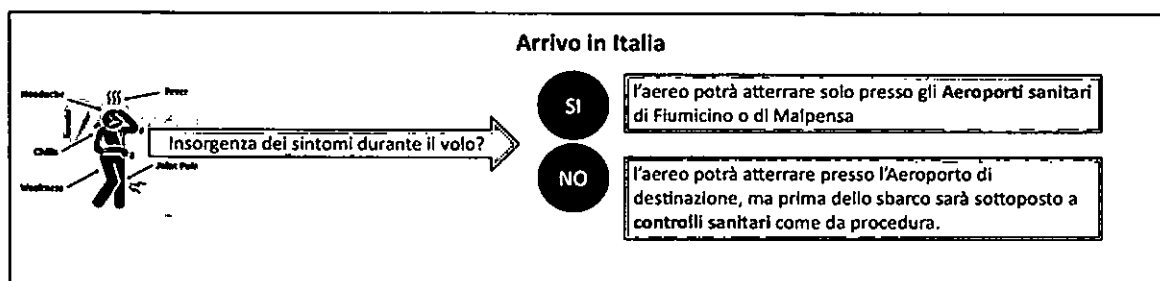 Arrivo in Italia
Headache
Fever
Chills
Joint Pain
Weakness
Insorgenza dei sintomi durante il volo?
SI
l'aereo potrà atterrare solo presso gli Aeroporti sanitari
di Fiumicino o di Malpensa
NO
l'aereo potrà atterrare presso l'Aeroporto di
destinazione, ma prima dello sbarco sarà sottoposto a
controlli sanitari come da procedura.